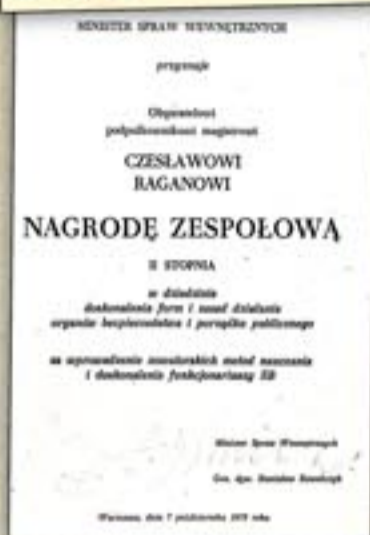 MINISTER SPRAW WEWNĘTRZNYCH
przyznaje
Obywatelowi
podpułkownikowi magistrowi
CZESŁAWOWI
RAGANOWI
NAGRODĘ ZESPOŁOWĄ
II STOPNIA
w dziedzinie
doskonalenia form i zasad działania
organów bezpieczeństwa i porządku publicznego
za wprowadzenie nowatorskich metod nauczania
i doskonalenia funkcjonariuszy SB
Minister Spraw Wewnętrznych
Gen. dyw. Stanisław Kowalczyk
Warszawa, dnia 7 października roku